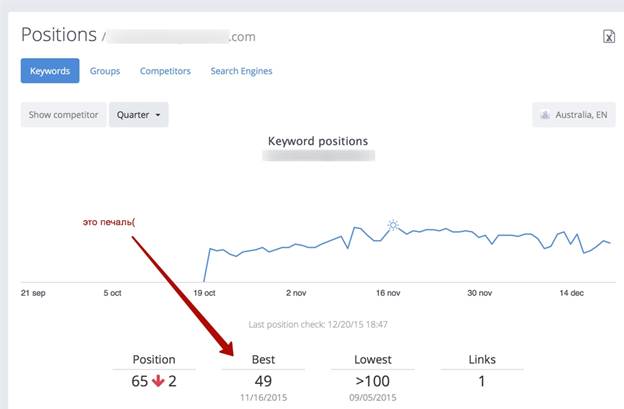 Positions / .com
Keywords Groups Competitors Search Engines
Show competitor Quarter Australia, EN
Keyword positions
это печаль(
21 sep 5 oct 19 oct 2 nov 16 nov 30 nov 14 dec
Last position check: 12/20/15 18:47
Position Best Lowest Links
65 2 49 >100 1
11/16/2015 09/05/2015